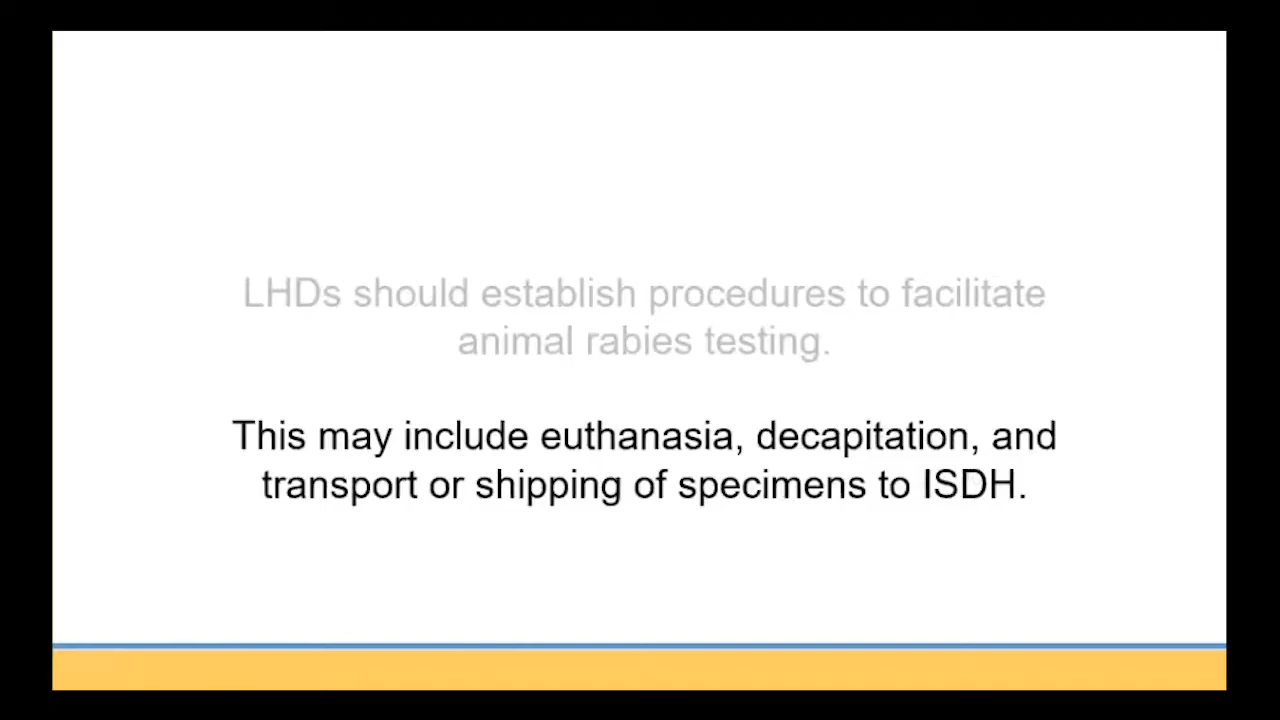 LHDs should establish procedures to facilitate
animal rabies testing.
This may include euthanasia, decapitation, and
transport or shipping of specimens to ISDH.